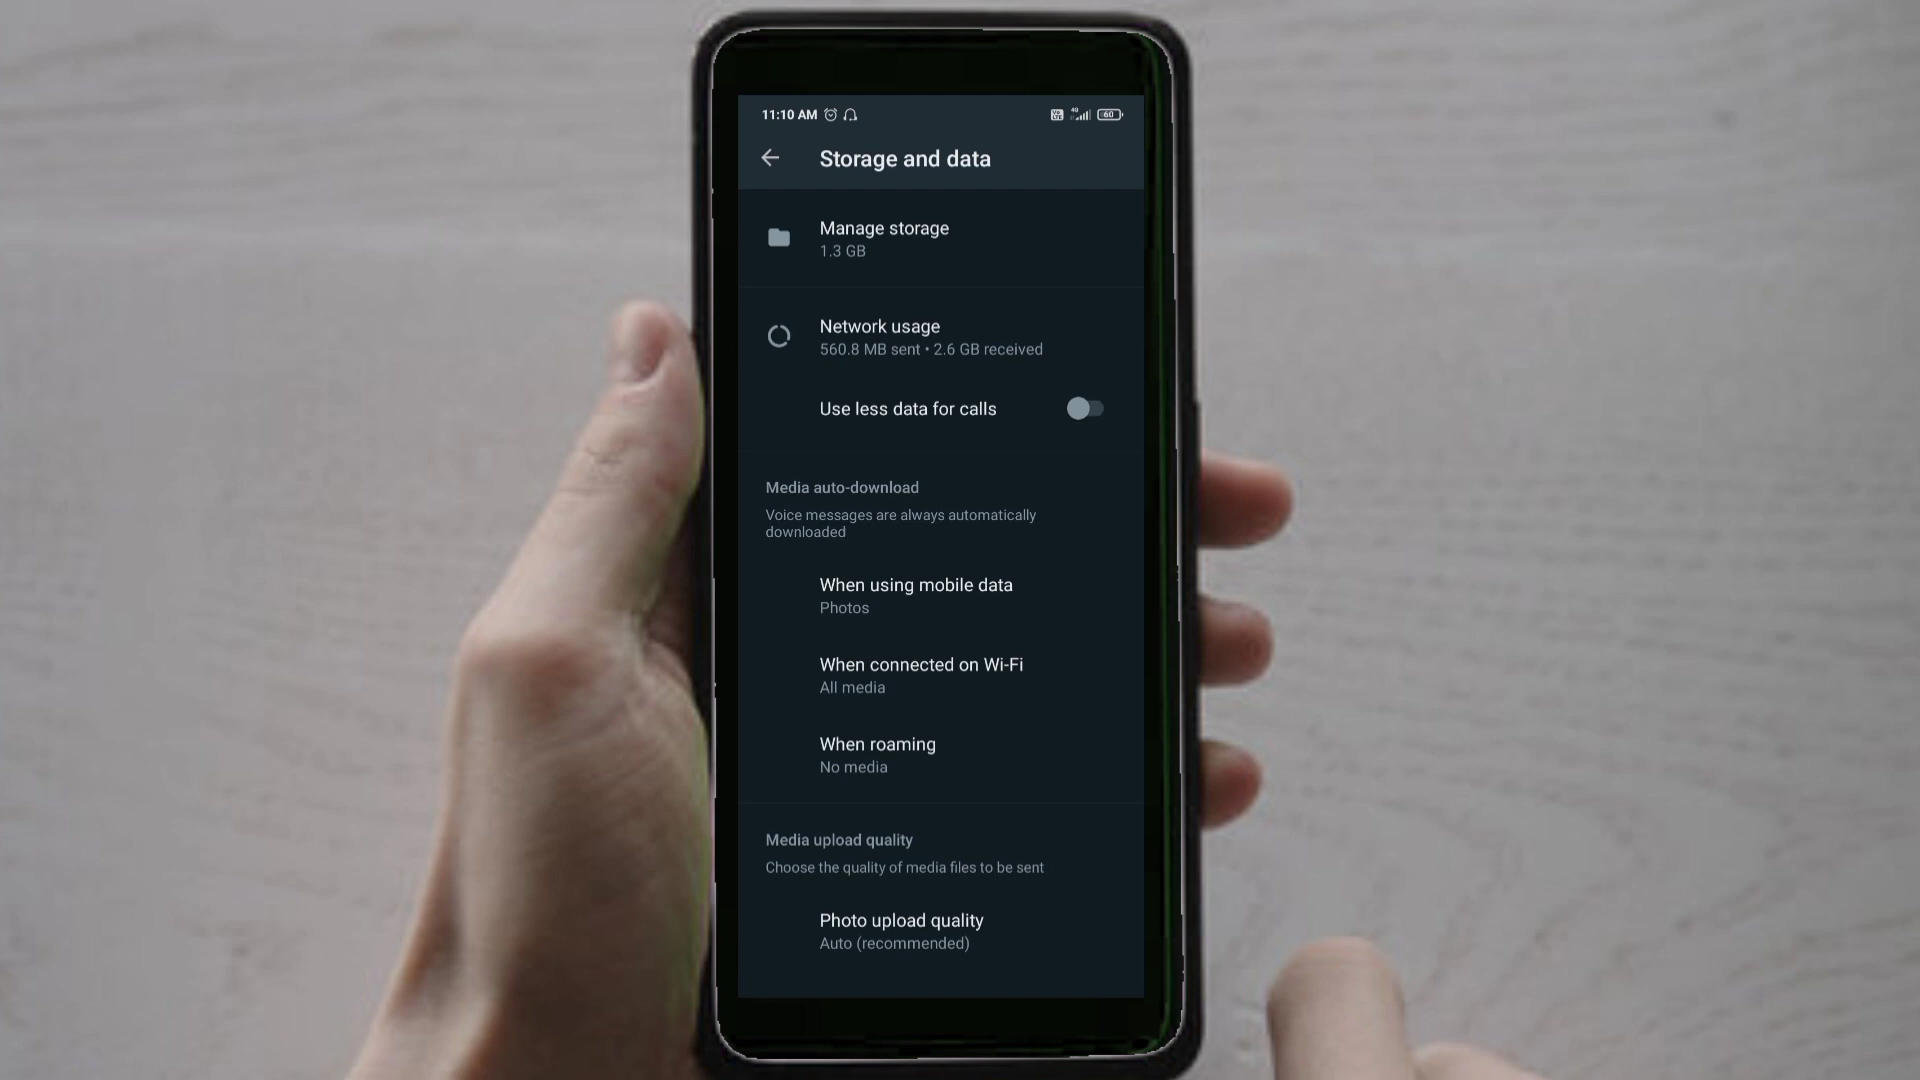 11:10 AM
60
Storage and data
Manage storage
1.3 GB
Network usage
560.8 MB sent • 2.6 GB received
Use less data for calls
Media auto-download
Voice messages are always automatically
downloaded
When using mobile data
Photos
When connected on Wi-Fi
All media
When roaming
No media
Media upload quality
Choose the quality of media files to be sent
Photo upload quality
Auto (recommended)